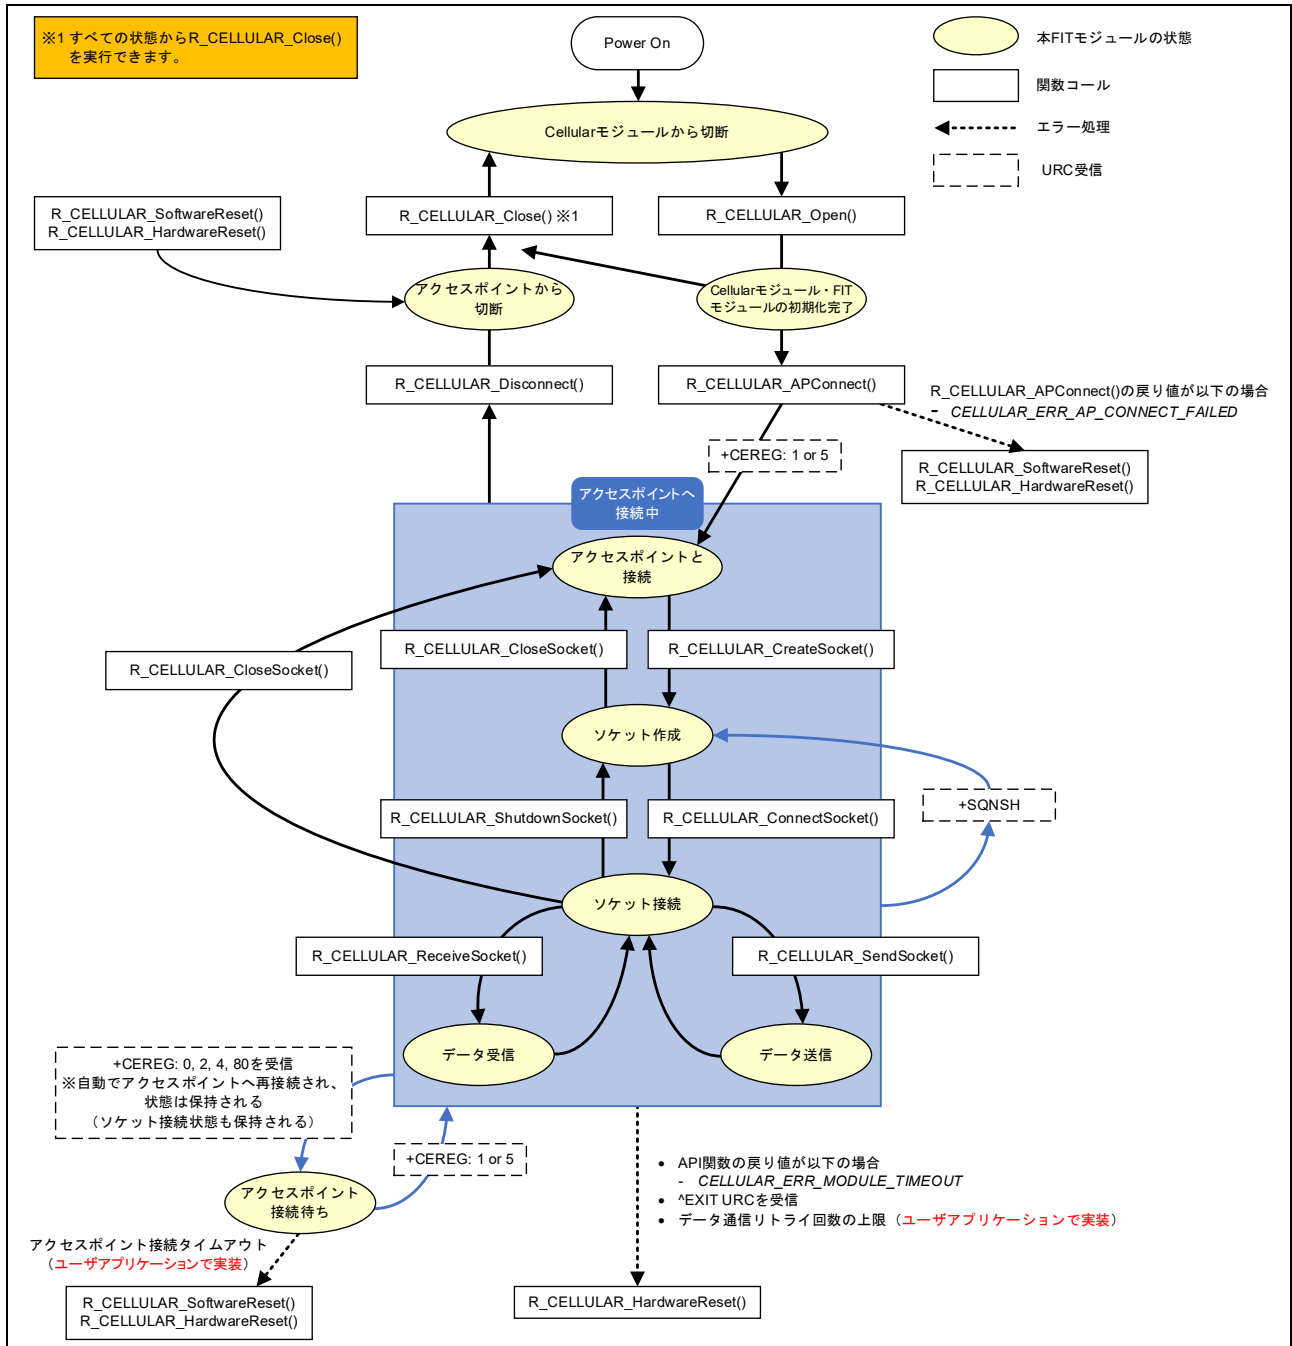 ※1 すべての状態からR_CELLULAR_Close()
を実行できます。
Power On
本FITモジュールの状態
関数コール
エラー処理
URC受信
Cellularモジュールから切断
R_CELLULAR_SoftwareReset()
R_CELLULAR_HardwareReset()
R_CELLULAR_Close() ※1
R_CELLULAR_Open()
アクセスポイントから
切断
Cellularモジュール・FIT
モジュールの初期化完了
R_CELLULAR_Disconnect()
R_CELLULAR_APConnect()
R_CELLULAR_APConnect()の戻り値が以下の場合
- CELLULAR_ERR_AP_CONNECT_FAILED
+CEREG: 1 or 5
R_CELLULAR_SoftwareReset()
R_CELLULAR_HardwareReset()
アクセスポイントへ
接続中
アクセスポイントと
接続
R_CELLULAR_CloseSocket()
R_CELLULAR_CloseSocket()
R_CELLULAR_CreateSocket()
ソケット作成
+SQNSH
R_CELLULAR_ShutdownSocket()
R_CELLULAR_ConnectSocket()
ソケット接続
R_CELLULAR_ReceiveSocket()
R_CELLULAR_SendSocket()
データ受信
データ送信
+CEREG: 0, 2, 4, 80を受信
※自動でアクセスポイントへ再接続され、
状態は保持される
（ソケット接続状態も保持される）
+CEREG: 1 or 5
アクセスポイント
接続待ち
• API関数の戻り値が以下の場合
- CELLULAR_ERR_MODULE_TIMEOUT
• ^EXIT URCを受信
• データ通信リトライ回数の上限（ユーザアプリケーションで実装）
アクセスポイント接続タイムアウト
（ユーザアプリケーションで実装）
R_CELLULAR_SoftwareReset()
R_CELLULAR_HardwareReset()
R_CELLULAR_HardwareReset()